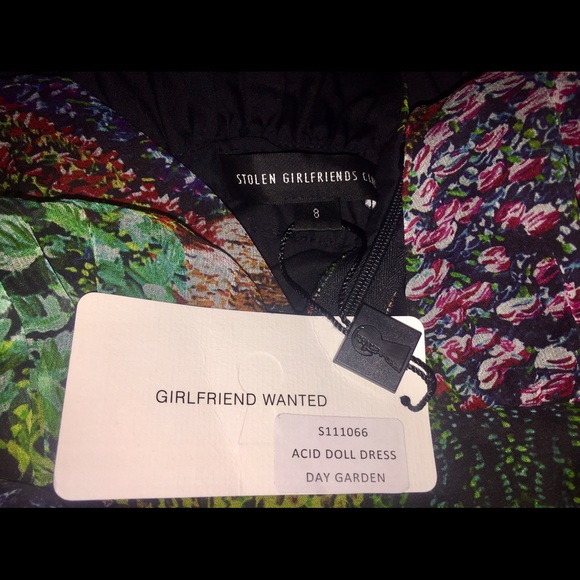 STOLEN GIRLFRIENDS
8
GIRLFRIEND WANTED
S111066
ACID DOLL DRESS
DAY GARDEN